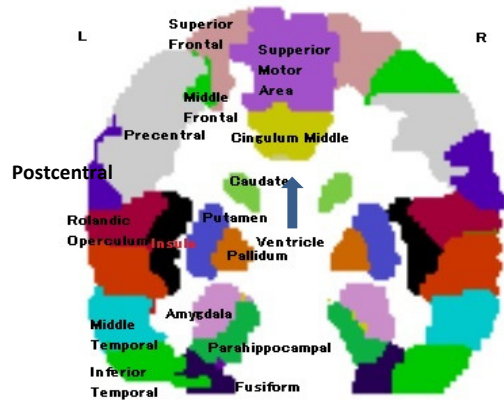 Superior
Frontal
L
R
Supperior
Motor
Area
Middle
Frontal
Precentral
Cingulum Middle
Postcentral
Caudate
Rolandic
Operculum
Insula
Putamen
Ventricle
Pallidum
Amygdala
Middle
Temporal
Parahippocampal
Inferior
Temporal
Fusiform